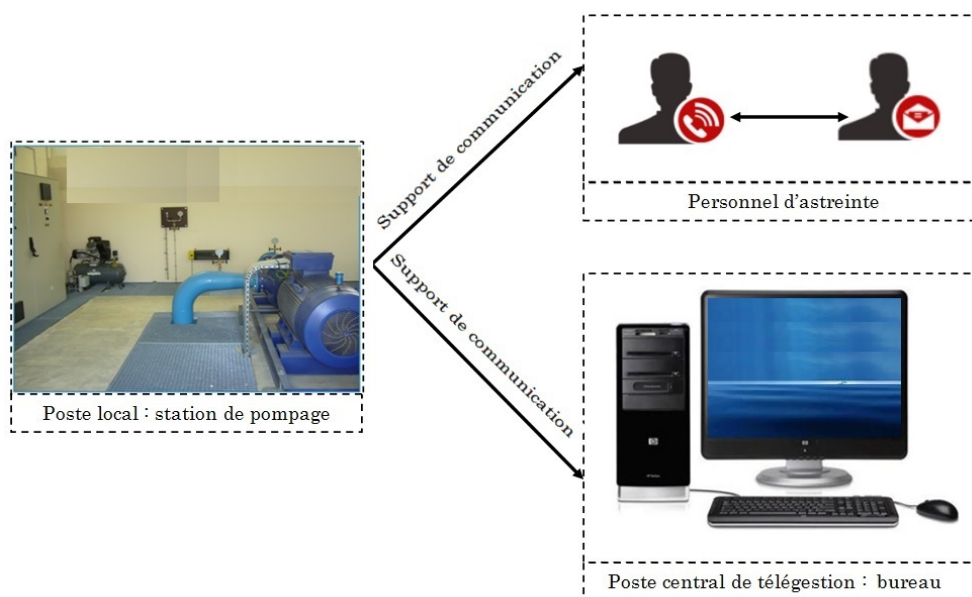 Support de communication
Personnel d'astreinte
Poste local : station de pompage
Support de communication
Poste central de télégestion : bureau